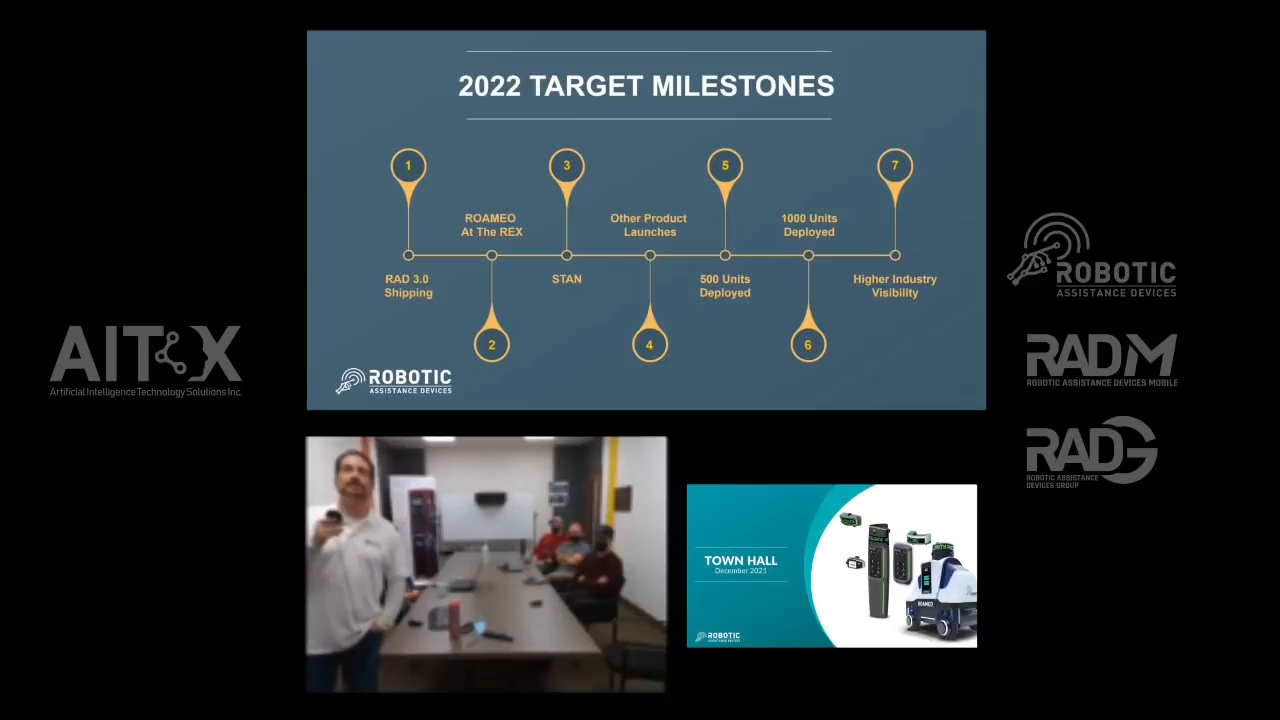 2022 TARGET MILESTONES
1
3
5
7
ROAMEO
At The REX
Other Product
Launches
1000 Units
Deployed
RAD 3.0
Shipping
STAN
500 Units
Deployed
Higher Industry
Visibility
2
4
6
ROBOTIC
ASSISTANCE DEVICES
AITX
Artificial Intelligence Technology Solutions Inc.
ROBOTIC
ASSISTANCE DEVICES
RADM
ROBOTIC ASSISTANCE DEVICES MOBILE
RADG
ROBOTIC ASSISTANCE
DEVICES GROUP
TOWN HALL
December 2021
ROAMEO
ROBOTIC
ASSISTANCE DEVICES